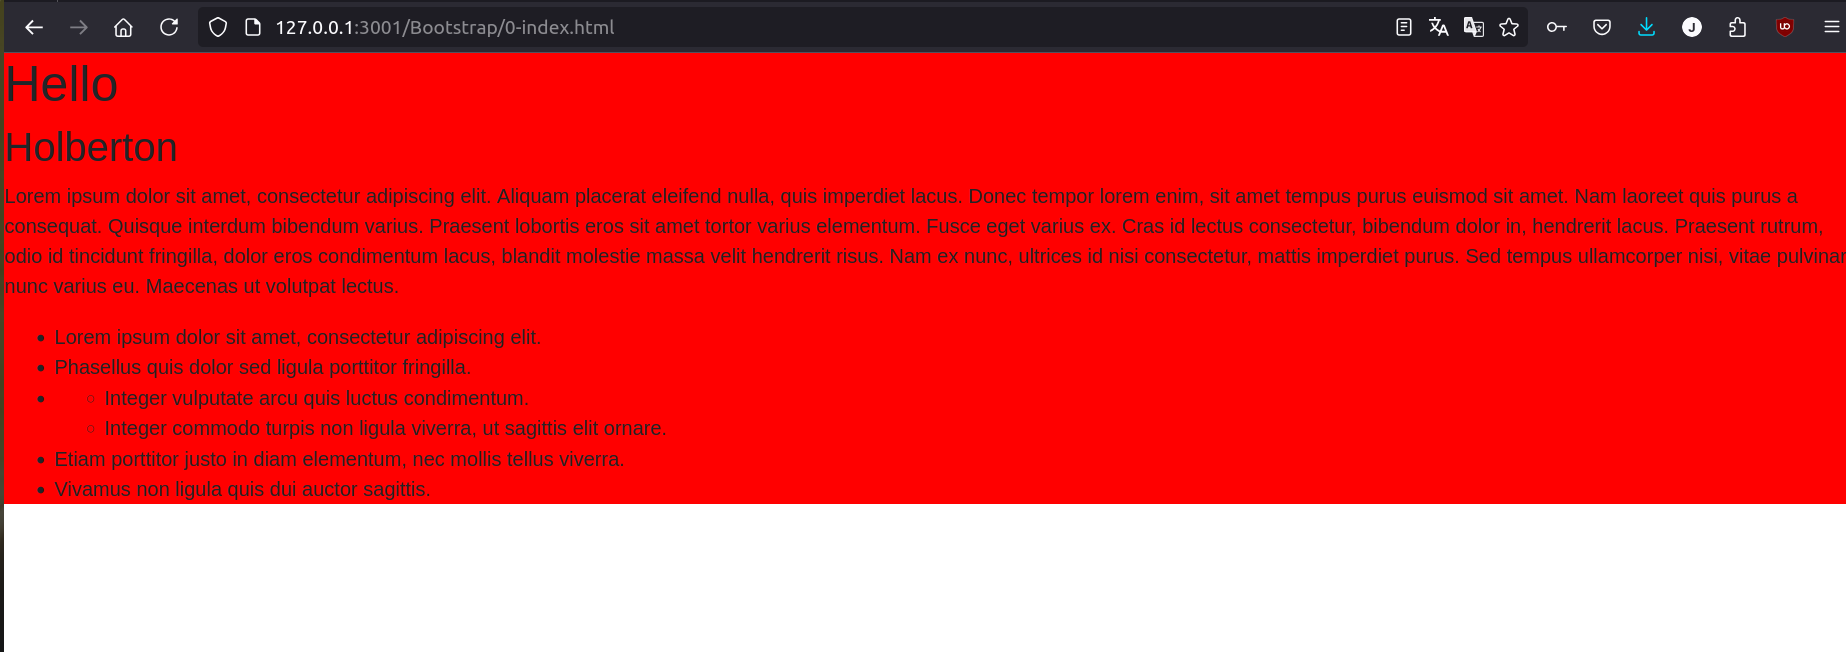 127.0.0.1:3001/Bootstrap/0-index.html
Hello
Holberton
Lorem ipsum dolor sit amet, consectetur adipiscing elit. Aliquam placerat eleifend nulla, quis imperdiet lacus. Donec tempor lorem enim, sit amet tempus purus euismod sit amet. Nam laoreet quis purus a
consequat. Quisque interdum bibendum varius. Praesent lobortis eros sit amet tortor varius elementum. Fusce eget varius ex. Cras id lectus consectetur, bibendum dolor in, hendrerit lacus. Praesent rutrum,
odio id tincidunt fringilla, dolor eros condimentum lacus, blandit molestie massa velit hendrerit risus. Nam ex nunc, ultrices id nisi consectetur, mattis imperdiet purus. Sed tempus ullamcorper nisi, vitae pulvinar
nunc varius eu. Maecenas ut volutpat lectus.
Lorem ipsum dolor sit amet, consectetur adipiscing elit.
Phasellus quis dolor sed ligula porttitor fringilla.
Integer vulputate arcu quis luctus condimentum.
Integer commodo turpis non ligula viverra, ut sagittis elit ornare.
Etiam porttitor justo in diam elementum, nec mollis tellus viverra.
Vivamus non ligula quis dui auctor sagittis.